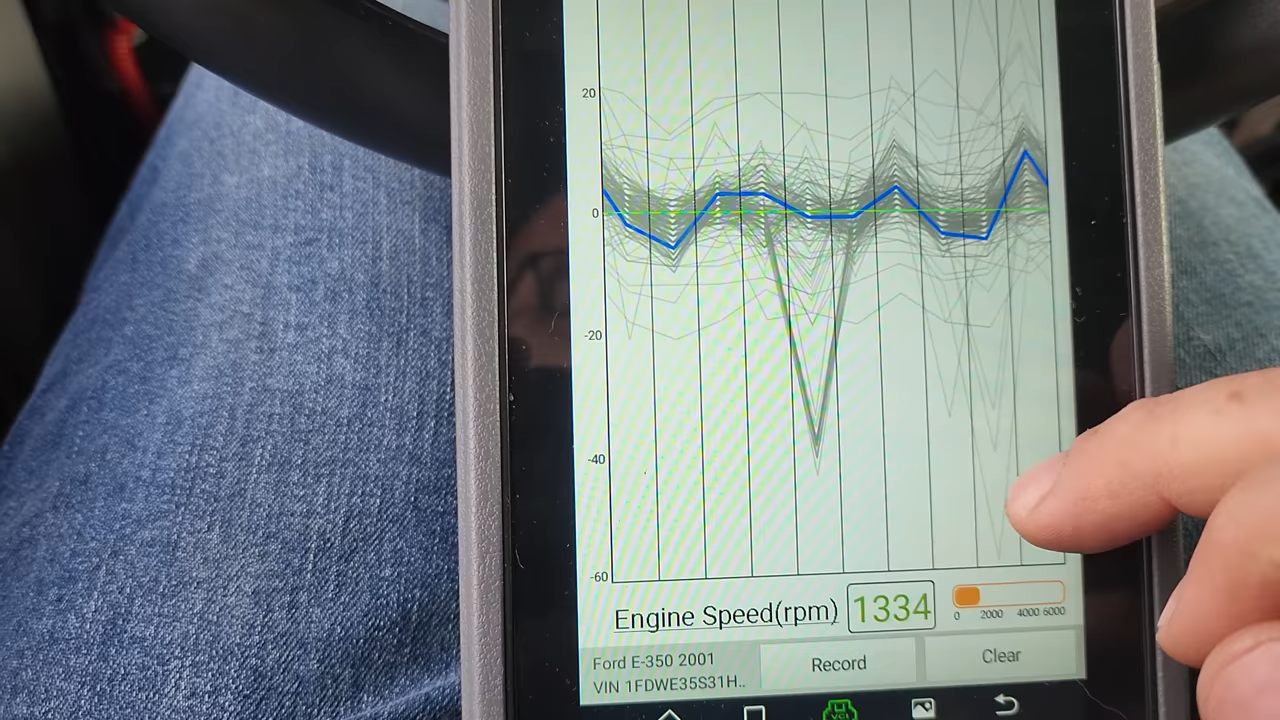 20
0
-20
-40
-60
Engine Speed(rpm) 1334
0 2000 4000 6000
Ford E-350 2001
VIN 1FDWE35S31H..
Record
Clear
VCI